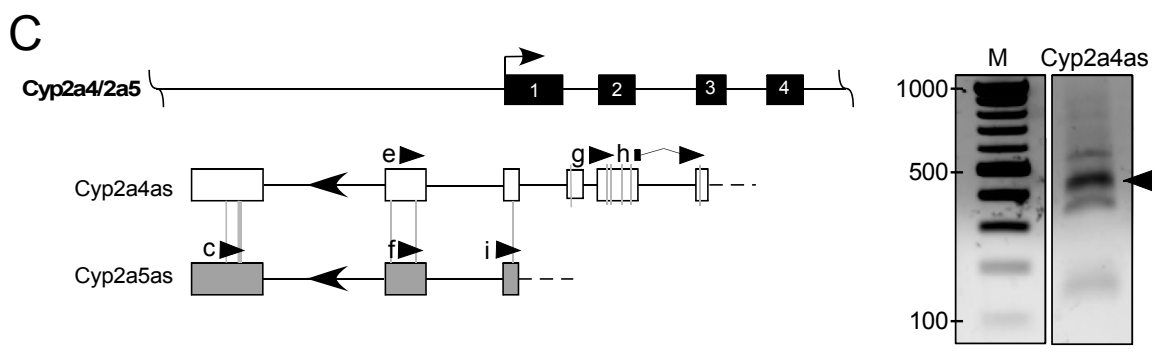 C
Cyp2a4/2a5
1 2 3 4
e g h
Cyp2a4as
c f i
Cyp2a5as
M Cyp2a4as
1000
500
100